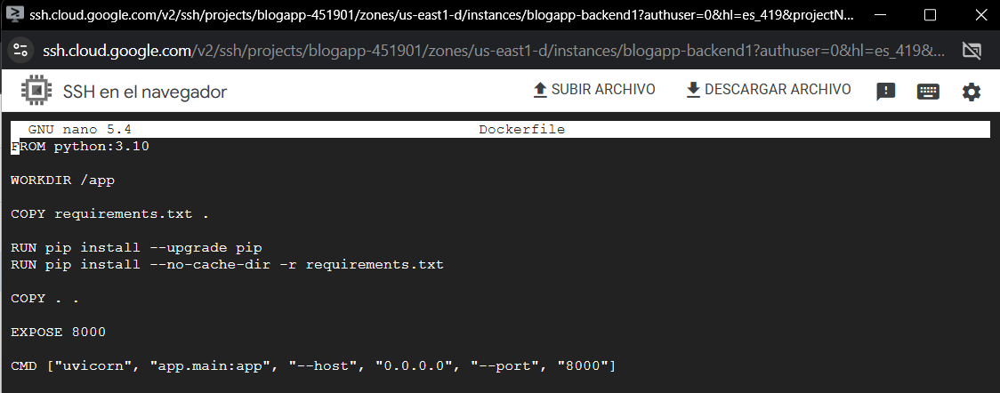 ssh.cloud.google.com/v2/ssh/projects/blogapp-451901/zones/us-east1-d/instances/blogapp-backend1?authuser=0&hl=es_419&projectN...
ssh.cloud.google.com/v2/ssh/projects/blogapp-451901/zones/us-east1-d/instances/blogapp-backend1?authuser=0&hl=es_419&...
SSH en el navegador
SUBIR ARCHIVO
DESCARGAR ARCHIVO
GNU nano 5.4 Dockerfile
FROM python:3.10
WORKDIR /app
COPY requirements.txt .
RUN pip install --upgrade pip
RUN pip install --no-cache-dir -r requirements.txt
COPY . .
EXPOSE 8000
CMD ["uvicorn", "app.main:app", "--host", "0.0.0.0", "--port", "8000"]